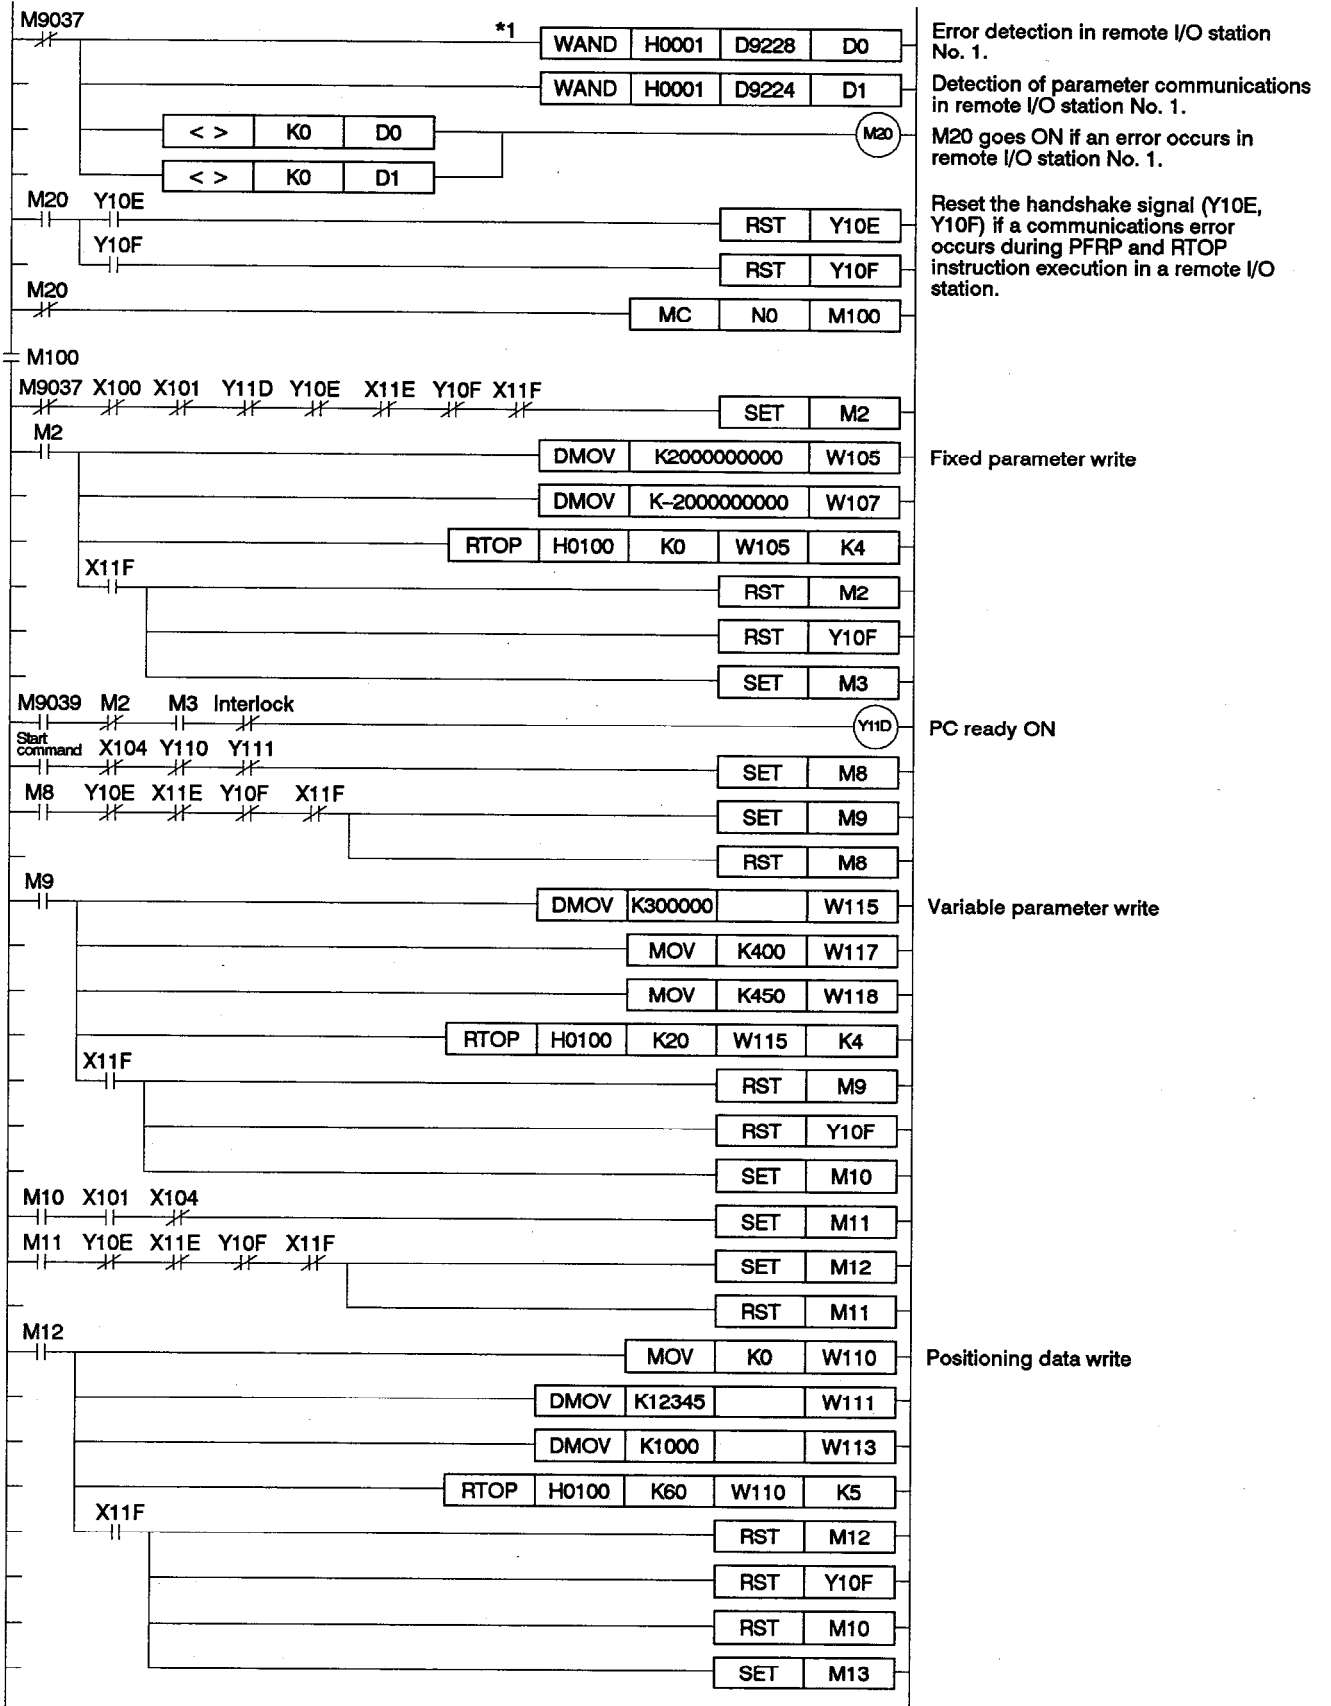 M9037
*1 WAND H0001 D9228 D0
Error detection in remote I/O station
No. 1.
WAND H0001 D9224 D1
Detection of parameter communications
in remote I/O station No. 1.
< > K0 D0
M20
M20 goes ON if an error occurs in
remote I/O station No. 1.
< > K0 D1
M20 Y10E
RST Y10E
Reset the handshake signal (Y10E,
Y10F) if a communications error
occurs during PFRP and RTOP
instruction execution in a remote I/O
station.
Y10F
RST Y10F
M20
MC N0 M100
M100
M9037 X100 X101 Y11D Y10E X11E Y10F X11F
SET M2
M2
DMOV K2000000000 W105
Fixed parameter write
DMOV K–2000000000 W107
RTOP H0100 K0 W105 K4
X11F
RST M2
RST Y10F
SET M3
M9039 M2 M3 Interlock
Y11D
PC ready ON
Start
command X104 Y110 Y111
SET M8
M8 Y10E X11E Y10F X11F
SET M9
RST M8
M9
DMOV K300000 W115
Variable parameter write
MOV K400 W117
MOV K450 W118
RTOP H0100 K20 W115 K4
X11F
RST M9
RST Y10F
SET M10
M10 X101 X104
SET M11
M11 Y10E X11E Y10F X11F
SET M12
RST M11
M12
MOV K0 W110
Positioning data write
DMOV K12345 W111
DMOV K1000 W113
RTOP H0100 K60 W110 K5
X11F
RST M12
RST Y10F
RST M10
SET M13